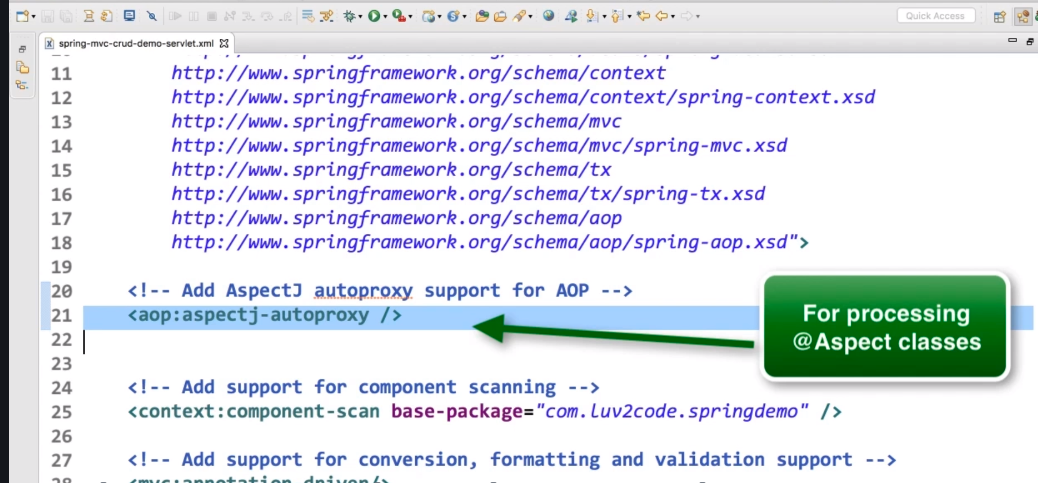 Quick Access
spring-mvc-crud-demo-servlet.xml
11 http://www.springframework.org/schema/context
12 http://www.springframework.org/schema/context/spring-context.xsd
13 http://www.springframework.org/schema/mvc
14 http://www.springframework.org/schema/mvc/spring-mvc.xsd
15 http://www.springframework.org/schema/tx
16 http://www.springframework.org/schema/tx/spring-tx.xsd
17 http://www.springframework.org/schema/aop
18 http://www.springframework.org/schema/aop/spring-aop.xsd">
19
20 <!-- Add AspectJ autoproxy support for AOP -->
21 <aop:aspectj-autoproxy />
For processing
@Aspect classes
22
23
24 <!-- Add support for component scanning -->
25 <context:component-scan base-package="com.luv2code.springdemo" />
26
27 <!-- Add support for conversion, formatting and validation support -->
28 <mvc:annotation-driven/>